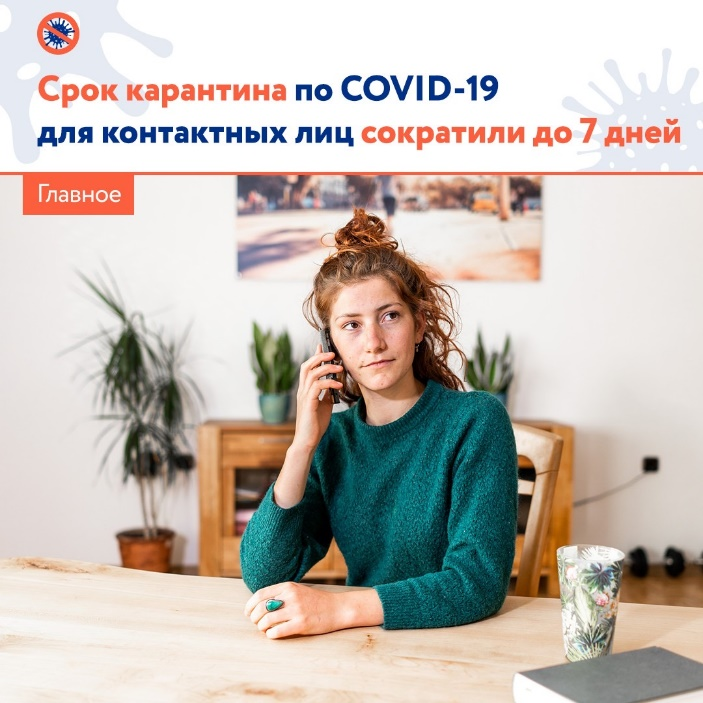 Срок карантина по COVID-19
для контактных лиц сократили до 7 дней
Главное